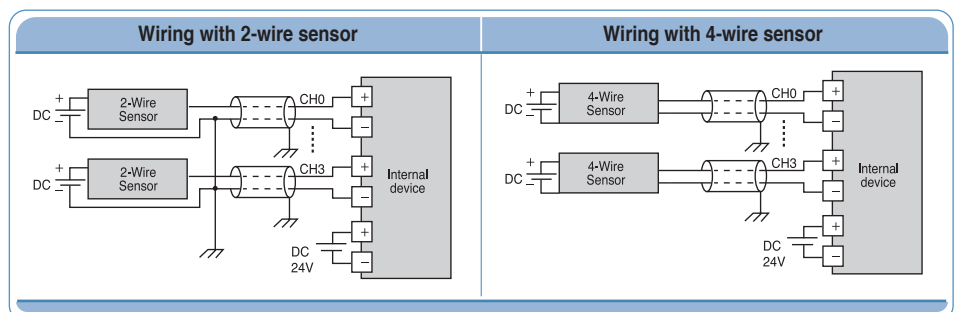 Wiring with 2-wire sensor
DC
+
−
2-Wire
Sensor
CH0
+
−
DC
+
−
2-Wire
Sensor
CH3
+
−
Internal
device
DC
24V
+
−
Wiring with 4-wire sensor
DC
+
−
4-Wire
Sensor
CH0
+
−
DC
+
−
4-Wire
Sensor
CH3
+
−
Internal
device
DC
24V
+
−